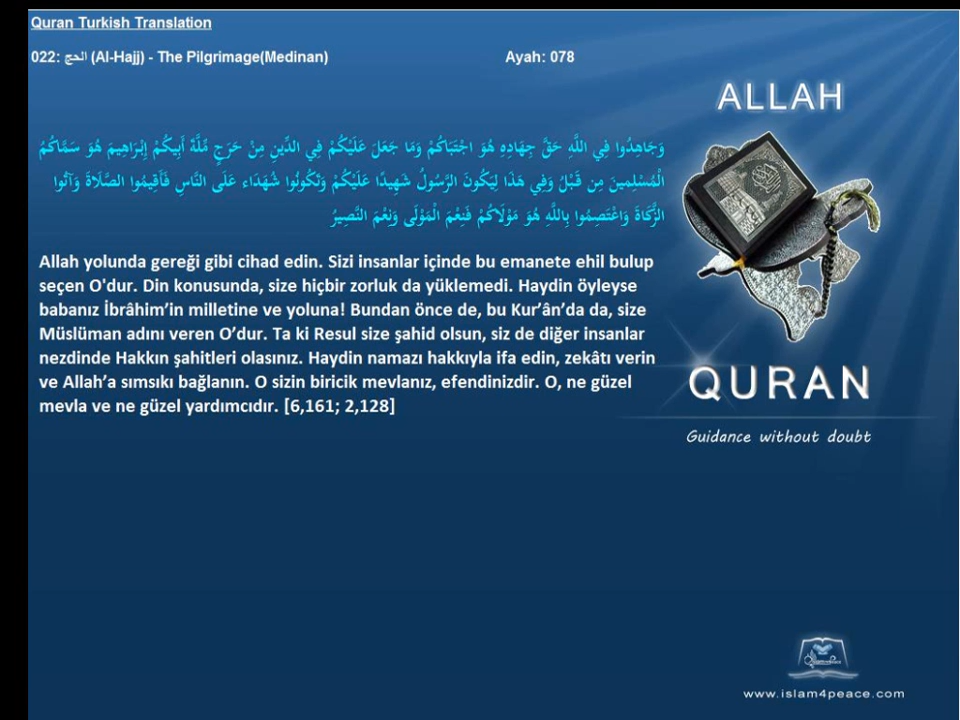 Quran Turkish Translation
022: الحج (Al-Hajj) - The Pilgrimage(Medinan) Ayah: 078
ALLAH
وَجَاهِدُوا فِي اللَّهِ حَقَّ جِهَادِهِ هُوَ اجْتَبَاكُمْ وَمَا جَعَلَ عَلَيْكُمْ فِي الدِّينِ مِنْ حَرَجٍ مِّلَّةَ أَبِيكُمْ إِبْرَاهِيمَ هُوَ سَمَّاكُمُ
الْمُسْلِمِينَ مِن قَبْلُ وَفِي هَذَا لِيَكُونَ الرَّسُولُ شَهِيدًا عَلَيْكُمْ وَتَكُونُوا شُهَدَاء عَلَى النَّاسِ فَأَقِيمُوا الصَّلَاةَ وَآتُوا
الزَّكَاةَ وَاعْتَصِمُوا بِاللَّهِ هُوَ مَوْلَاكُمْ فَنِعْمَ الْمَوْلَى وَنِعْمَ النَّصِيرُ
Allah yolunda gereği gibi cihad edin. Sizi insanlar içinde bu emanete ehil bulup
seçen O'dur. Din konusunda, size hiçbir zorluk da yüklemedi. Haydin öyleyse
babanız İbrâhim’in milletine ve yoluna! Bundan önce de, bu Kur’ân’da da, size
Müslüman adını veren O’dur. Ta ki Resul size şahid olsun, siz de diğer insanlar
nezdinde Hakkın şahitleri olasınız. Haydin namazı hakkıyla ifa edin, zekâtı verin
ve Allah’a sımsıkı bağlanın. O sizin biricik mevlanız, efendinizdir. O, ne güzel
mevla ve ne güzel yardımcıdır. [6,161; 2,128]
QURAN
Guidance without doubt
www.islam4peace.com